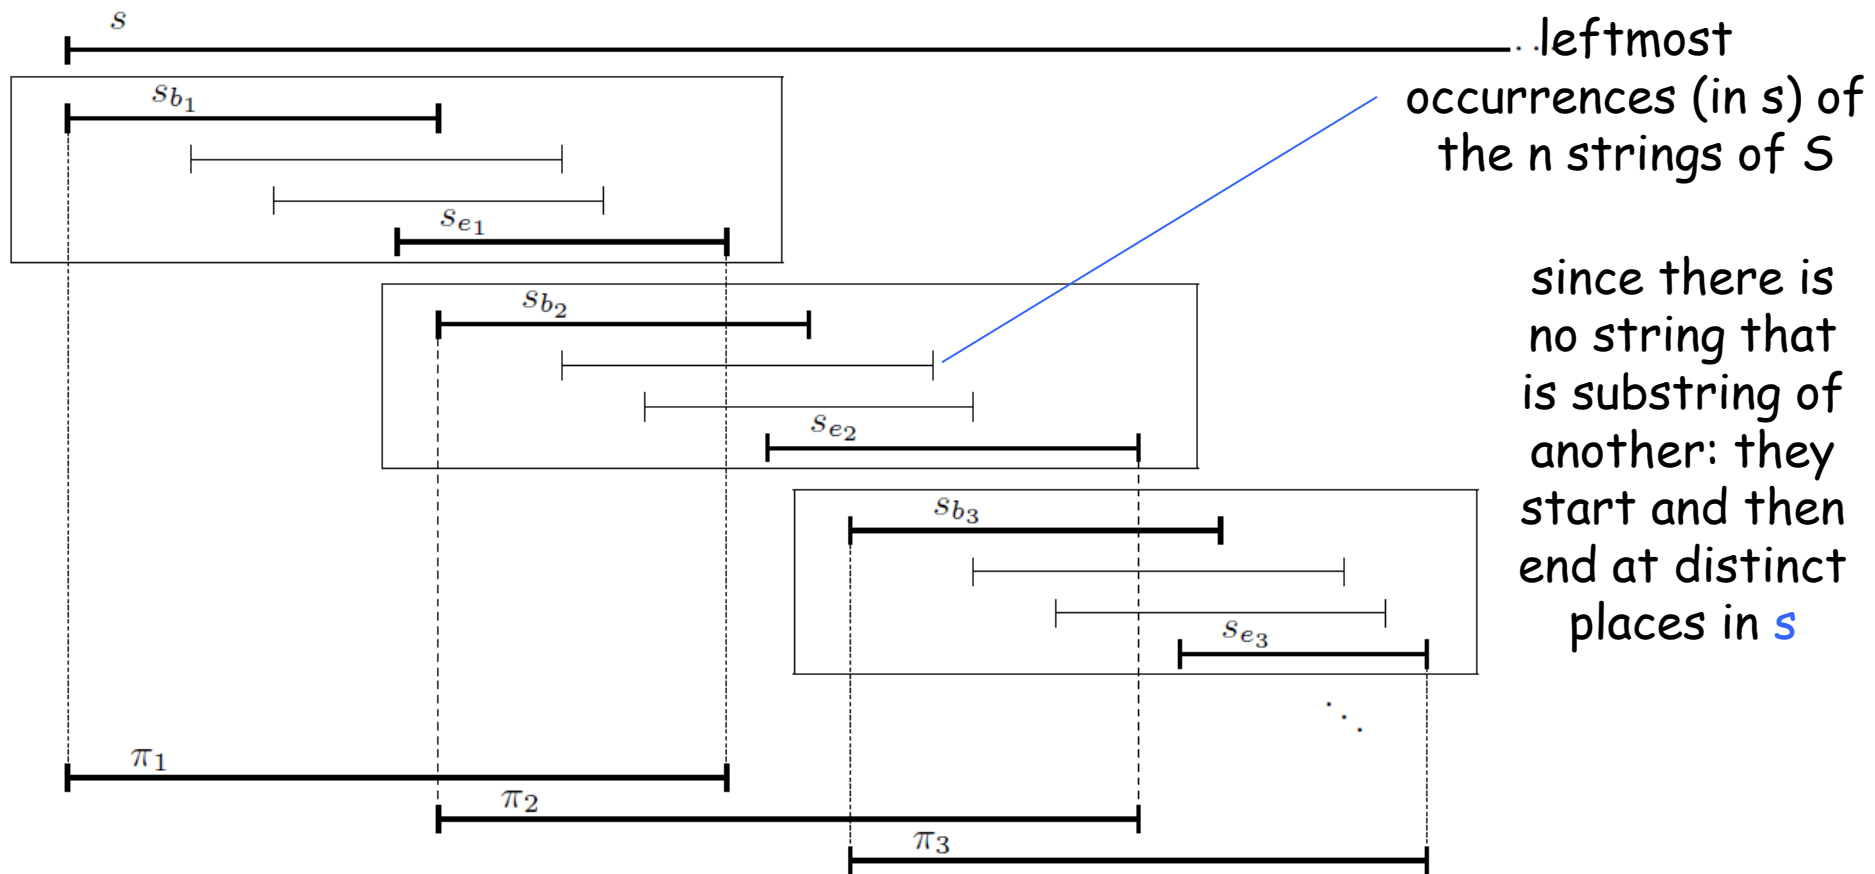 s
. . .leftmost
occurrences (in s) of
the n strings of S
s_{b_1}
s_{e_1}
s_{b_2}
s_{e_2}
s_{b_3}
s_{e_3}
since there is
no string that
is substring of
another: they
start and then
end at distinct
places in s
π_1
π_2
π_3